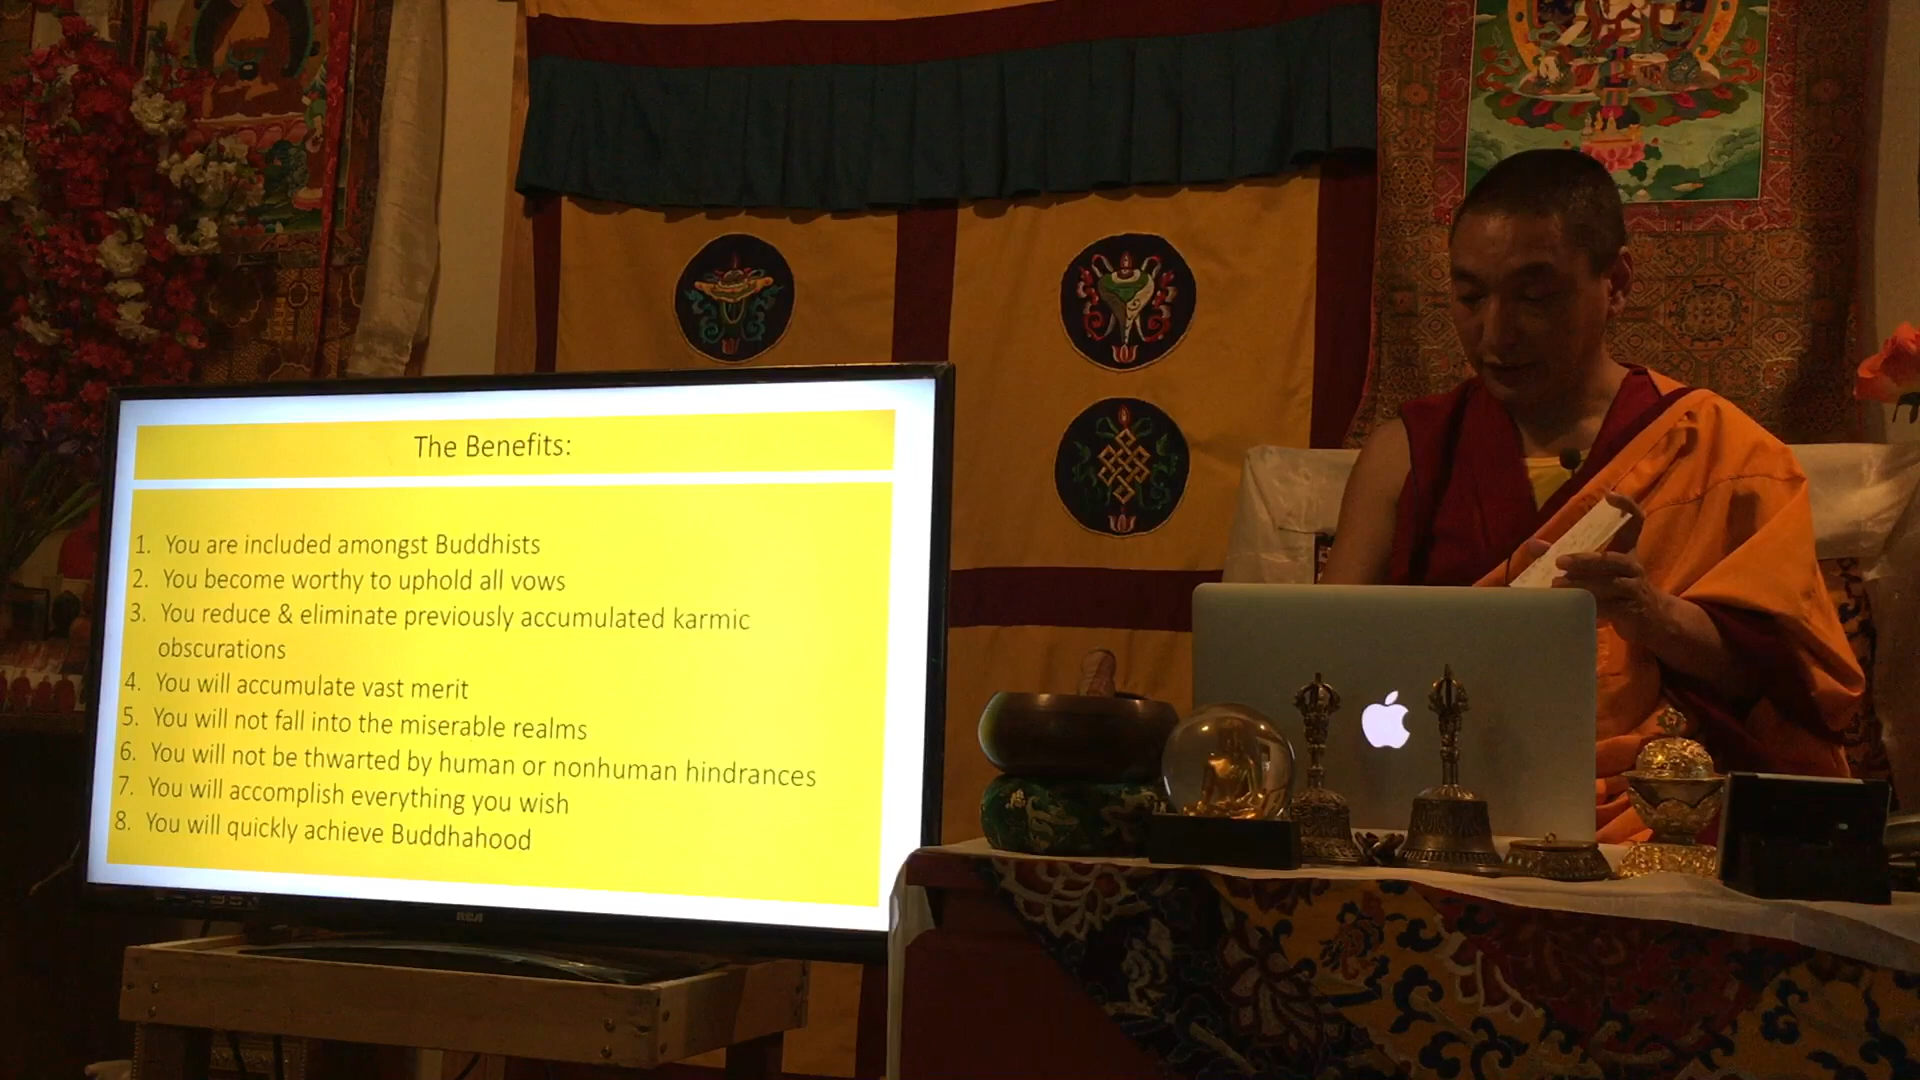 The Benefits:
1. You are included amongst Buddhists
2. You become worthy to uphold all vows
3. You reduce & eliminate previously accumulated karmic
obscurations
4. You will accumulate vast merit
5. You will not fall into the miserable realms
6. You will not be thwarted by human or nonhuman hindrances
7. You will accomplish everything you wish
8. You will quickly achieve Buddhahood
RCA